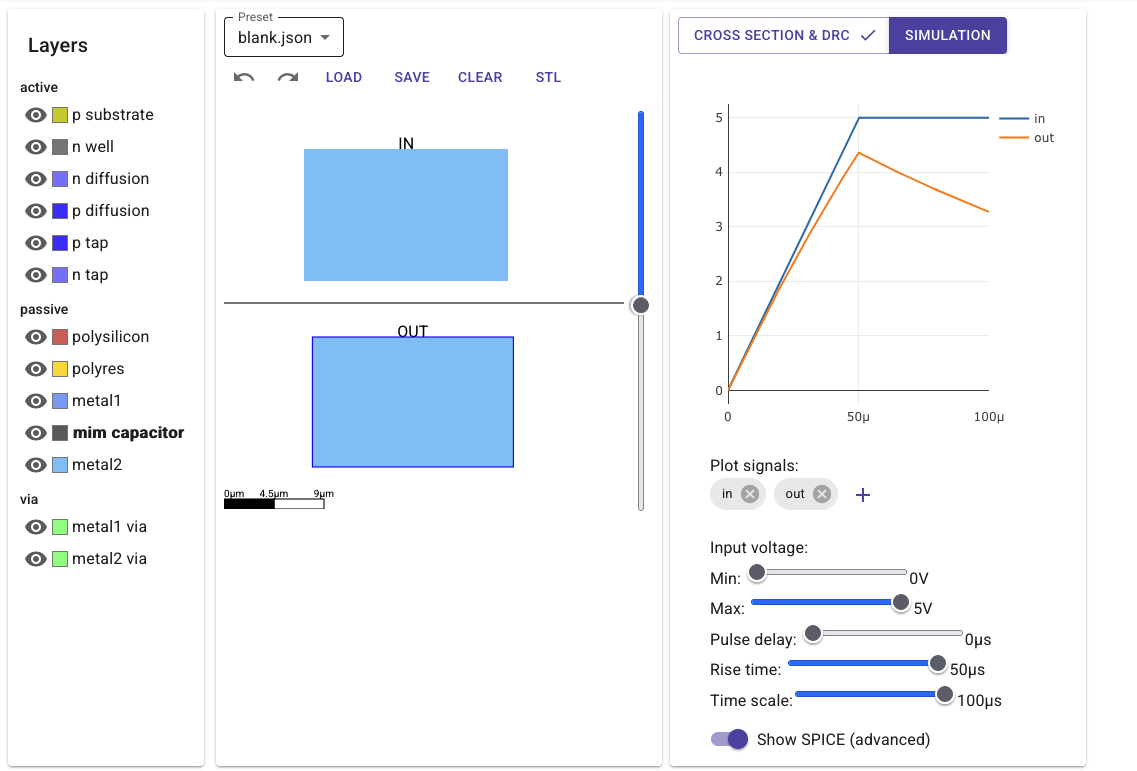 Layers
active
p substrate
n well
n diffusion
p diffusion
p tap
n tap
passive
polysilicon
polyres
metal1
mim capacitor
metal2
via
metal1 via
metal2 via
Preset
blank.json
LOAD SAVE CLEAR STL
IN
OUT
0μm 4.5μm 9μm
CROSS SECTION & DRC SIMULATION
5
4
3
2
1
0
0 50μ 100μ
in
out
Plot signals:
in out +
Input voltage:
Min: 0V
Max: 5V
Pulse delay: 0μs
Rise time: 50μs
Time scale: 100μs
Show SPICE (advanced)